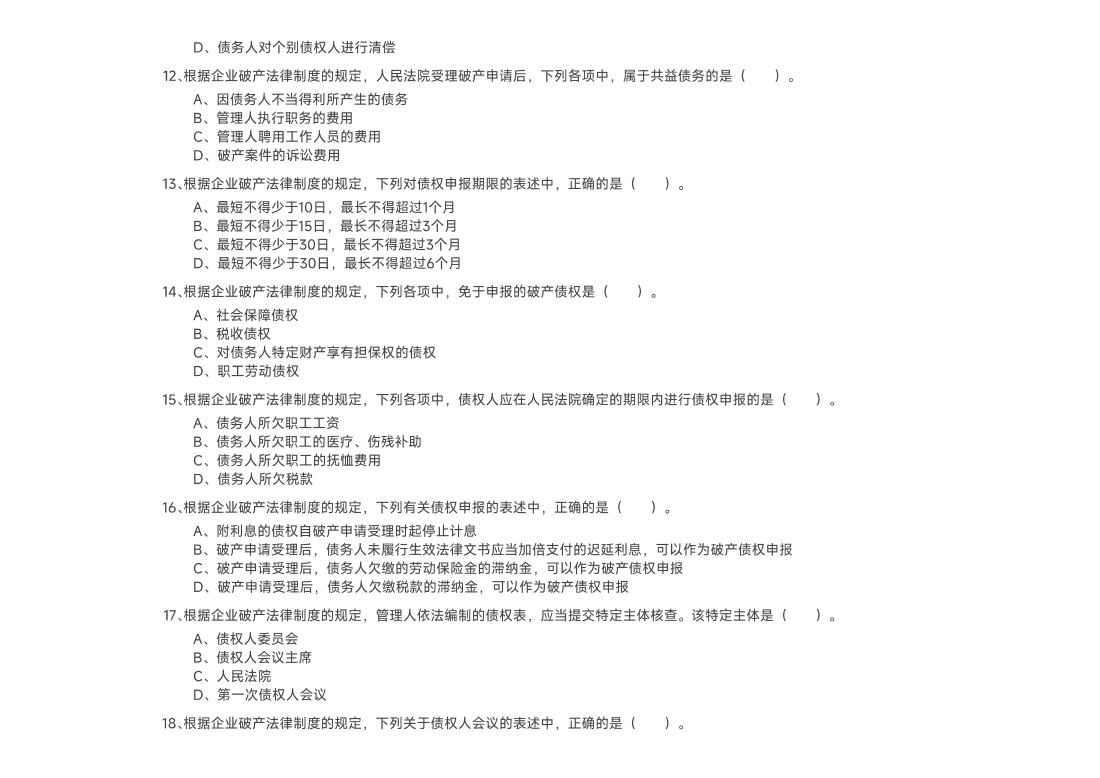 D、债务人对个别债权人进行清偿
12、根据企业破产法律制度的规定，人民法院受理破产申请后，下列各项中，属于共益债务的是（　　）。
A、因债务人不当得利所产生的债务
B、管理人执行职务的费用
C、管理人聘用工作人员的费用
D、破产案件的诉讼费用
13、根据企业破产法律制度的规定，下列对债权申报期限的表述中，正确的是（　　）。
A、最短不得少于10日，最长不得超过1个月
B、最短不得少于15日，最长不得超过3个月
C、最短不得少于30日，最长不得超过3个月
D、最短不得少于30日，最长不得超过6个月
14、根据企业破产法律制度的规定，下列各项中，免于申报的破产债权是（　　）。
A、社会保障债权
B、税收债权
C、对债务人特定财产享有担保权的债权
D、职工劳动债权
15、根据企业破产法律制度的规定，下列各项中，债权人应在人民法院确定的期限内进行债权申报的是（　　）。
A、债务人所欠职工工资
B、债务人所欠职工的医疗、伤残补助
C、债务人所欠职工的抚恤费用
D、债务人所欠税款
16、根据企业破产法律制度的规定，下列有关债权申报的表述中，正确的是（　　）。
A、附利息的债权自破产申请受理时起停止计息
B、破产申请受理后，债务人未履行生效法律文书应当加倍支付的迟延利息，可以作为破产债权申报
C、破产申请受理后，债务人欠缴的劳动保险金的滞纳金，可以作为破产债权申报
D、破产申请受理后，债务人欠缴税款的滞纳金，可以作为破产债权申报
17、根据企业破产法律制度的规定，管理人依法编制的债权表，应当提交特定主体核查。该特定主体是（　　）。
A、债权人委员会
B、债权人会议主席
C、人民法院
D、第一次债权人会议
18、根据企业破产法律制度的规定，下列关于债权人会议的表述中，正确的是（　　）。